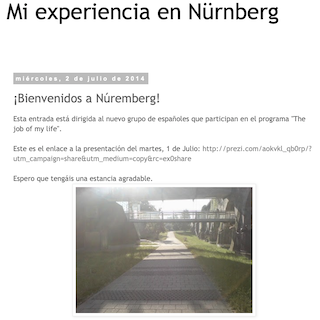 Mi experiencia en Nürnberg
miércoles, 2 de julio de 2014
¡Bienvenidos a Núremberg!
Esta entrada está dirigida al nuevo grupo de españoles que participan en el programa "The
job of my life".
Este es el enlace a la presentación del martes, 1 de Julio: http://prezi.com/aokvkl_qb0rp/?
utm_campaign=share&utm_medium=copy&rc=ex0share
Espero que tengáis una estancia agradable.